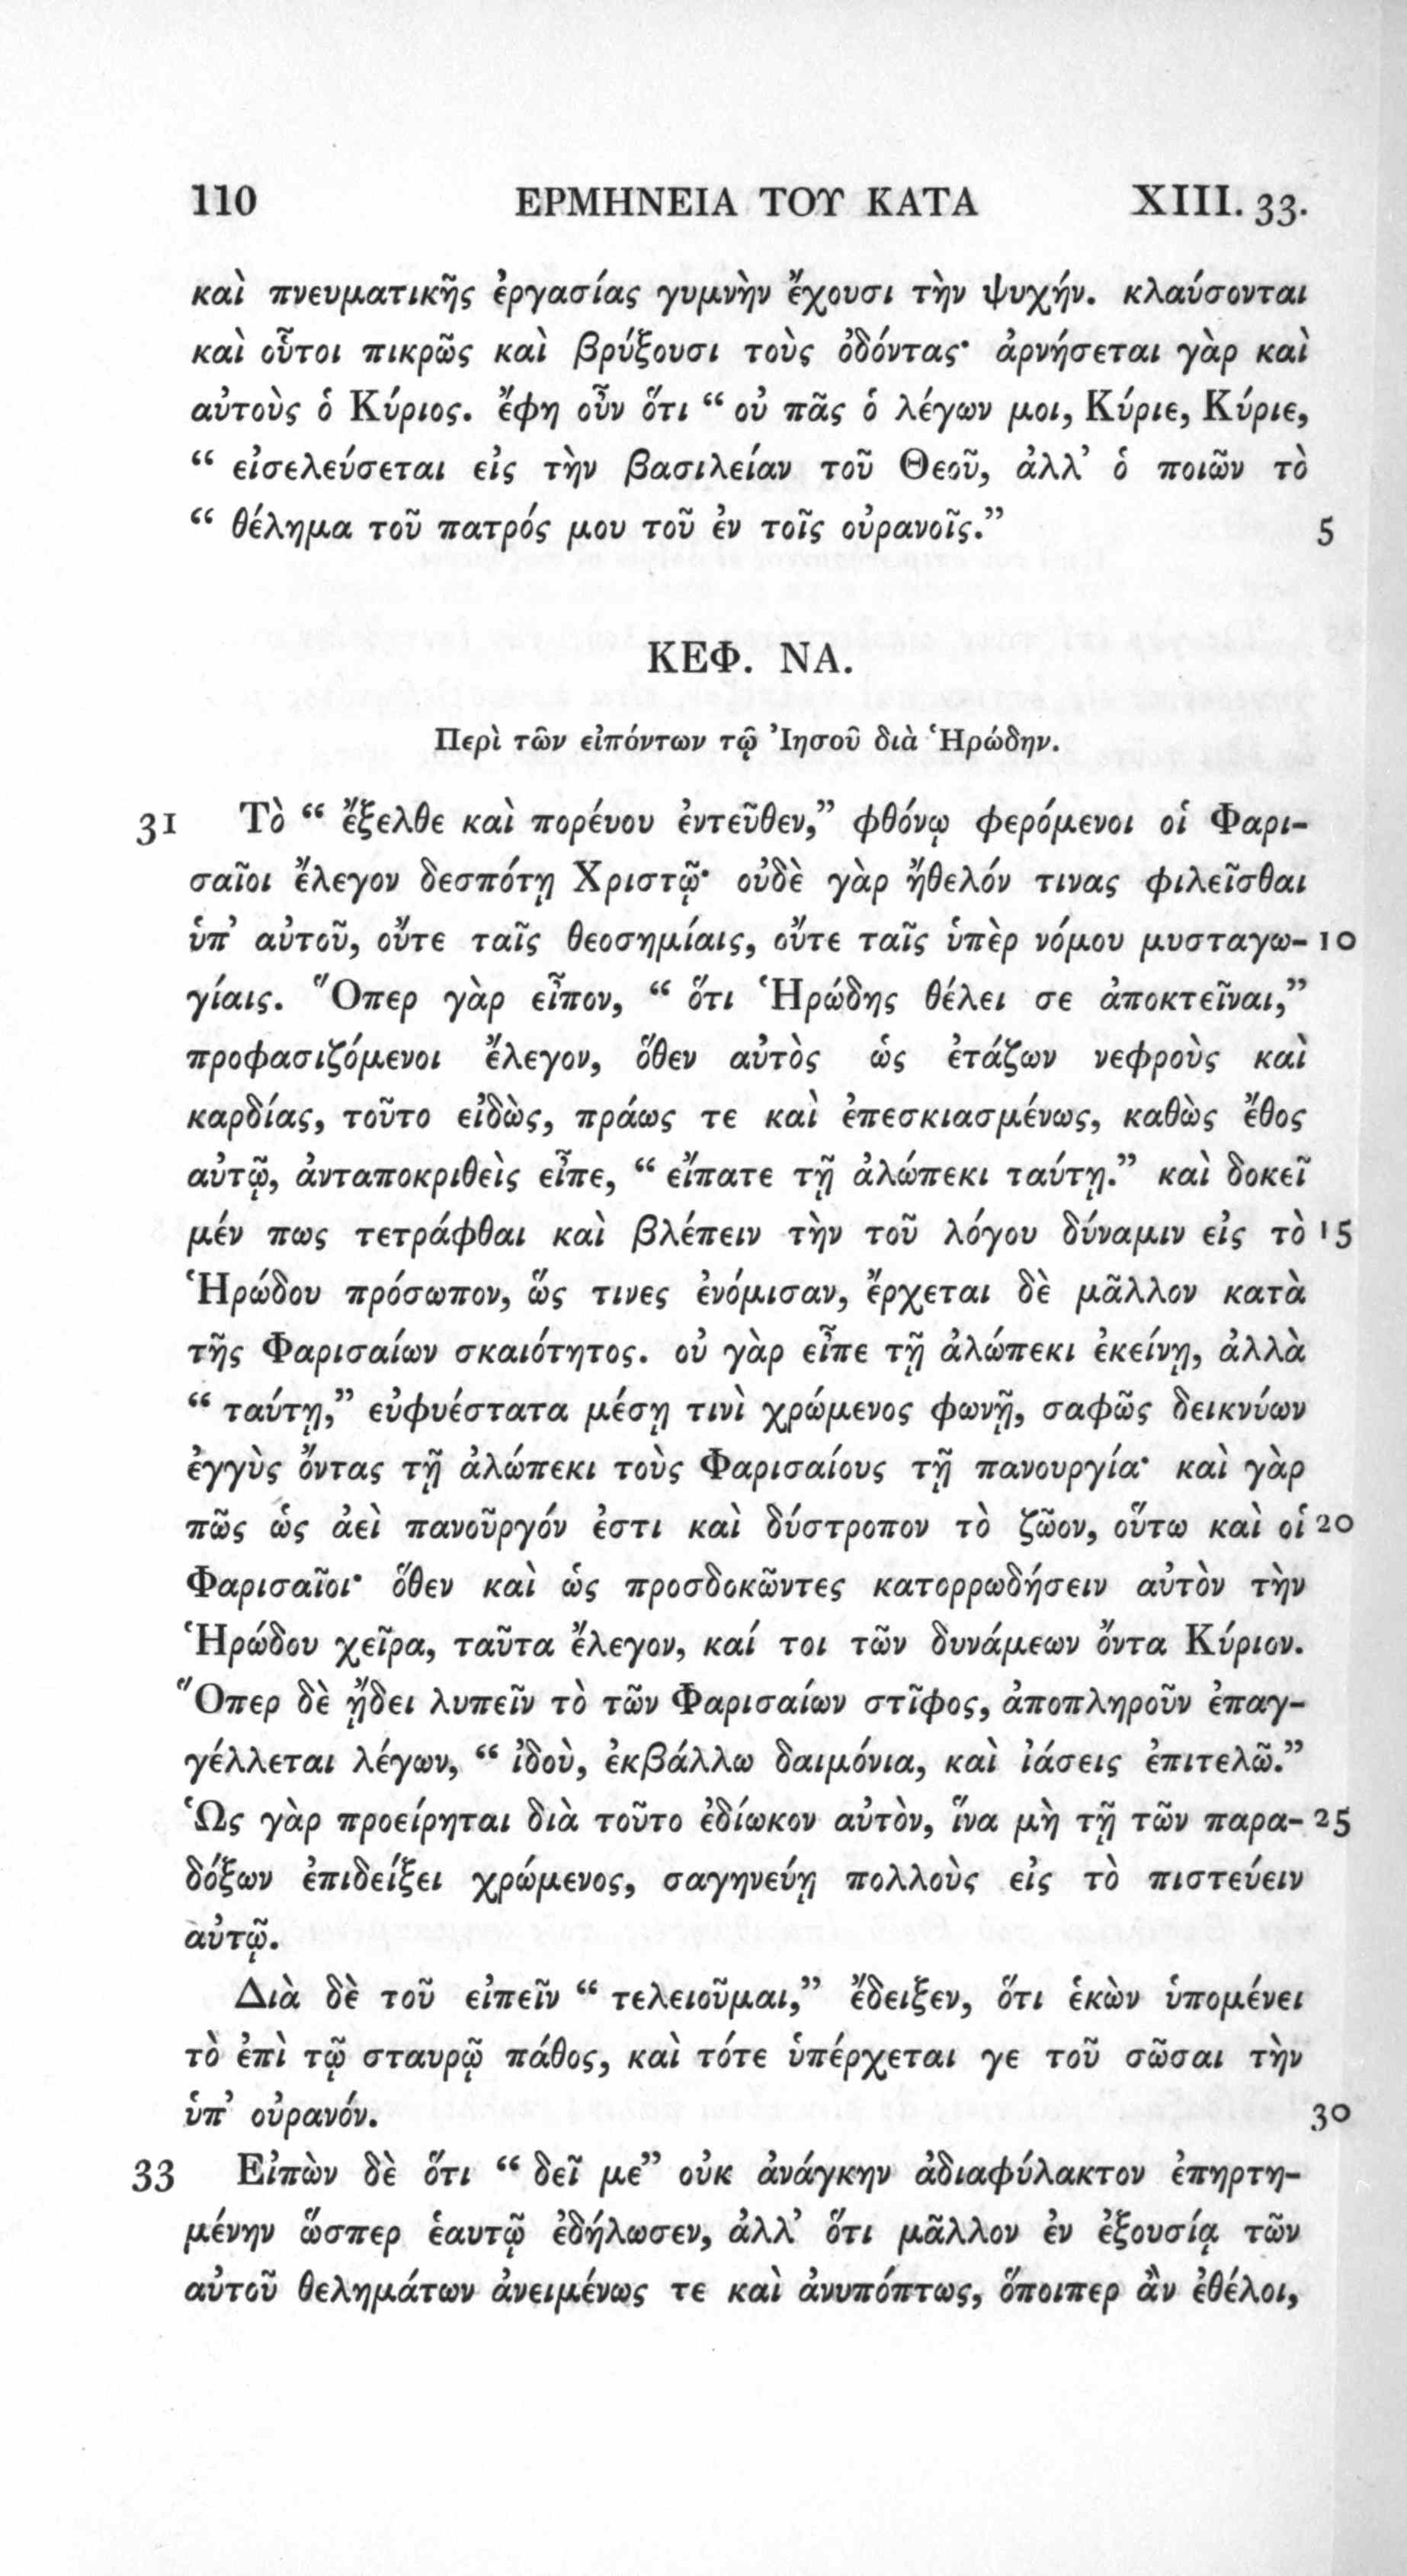 110 ΕΡΜΗΝΕΙΑ ΤΟΥ ΚΑΤΑ XIII. 33.
καὶ πνευματικῆς ἐργασίας γυμνὴν ἔχουσι τὴν ψυχήν. κλαύσονται
καὶ οὗτοι πικρῶς καὶ βρύξουσι τοὺς ὀδόντας· ἀρνήσεται γὰρ καὶ
αὐτοὺς ὁ Κύριος. ἔφη οὖν ὅτι “ οὐ πᾶς ὁ λέγων μοι, Κύριε, Κύριε,
“ εἰσελεύσεται εἰς τὴν βασιλείαν τοῦ Θεοῦ, ἀλλ’ ὁ ποιῶν τὸ
“ θέλημα τοῦ πατρός μου τοῦ ἐν τοῖς οὐρανοῖς.” 5
ΚΕΦ. ΝΑ.
Περὶ τῶν εἰπόντων τῷ Ἰησοῦ διὰ Ἡρώδην.
31 Τὸ “ ἔξελθε καὶ πορένου ἐντεῦθεν,” φθόνῳ φερόμενοι οἱ Φαρι-
σαῖοι ἔλεγον δεσπότῃ Χριστῷ· οὐδὲ γὰρ ἤθελόν τινας φιλεῖσθαι
ὑπ’ αὐτοῦ, οὔτε ταῖς θεοσημίαις, οὔτε ταῖς ὑπὲρ νόμου μυσταγω- 10
γίαις. Ὅπερ γὰρ εἶπον, “ ὅτι Ἡρώδης θέλει σε ἀποκτεῖναι,”
προφασιζόμενοι ἔλεγον, ὅθεν αὐτὸς ὡς ἐτάζων νεφροὺς καὶ
καρδίας, τοῦτο εἰδὼς, πράως τε καὶ ἐπεσκιασμένως, καθὼς ἔθος
αὐτῷ, ἀνταποκριθεὶς εἶπε, “ εἴπατε τῇ ἀλώπεκι ταύτῃ.” καὶ δοκεῖ
μέν πως τετράφθαι καὶ βλέπειν τὴν τοῦ λόγου δύναμιν εἰς τὸ 15
Ἡρώδου πρόσωπον, ὥς τινες ἐνόμισαν, ἔρχεται δὲ μᾶλλον κατὰ
τῆς Φαρισαίων σκαιότητος. οὐ γὰρ εἶπε τῇ ἀλώπεκι ἐκείνῃ, ἀλλὰ
“ ταύτῃ,” εὐφυέστατα μέσῃ τινὶ χρώμενος φωνῇ, σαφῶς δεικνύων
ἐγγὺς ὄντας τῇ ἀλώπεκι τοὺς Φαρισαίους τῇ πανουργία· καὶ γὰρ
πῶς ὡς ἀεὶ πανοῦργόν ἐστι καὶ δύστροπον τὸ ζῶον, οὕτω καὶ οἱ 20
Φαρισαῖοι· ὅθεν καὶ ὡς προσδοκῶντες κατορρωδήσειν αὐτὸν τὴν
Ἡρώδου χεῖρα, ταῦτα ἔλεγον, καί τοι τῶν δυνάμεων ὄντα Κύριον.
Ὅπερ δὲ ᾔδει λυπεῖν τὸ τῶν Φαρισαίων στῖφος, ἀποπληροῦν ἐπαγ-
γέλλεται λέγων, “ ἰδοὺ, ἐκβάλλω δαιμόνια, καὶ ἰάσεις ἐπιτελῶ.”
Ὡς γὰρ προείρηται διὰ τοῦτο ἐδίωκον αὐτὸν, ἵνα μὴ τῇ τῶν παρα- 25
δόξων ἐπιδείξει χρώμενος, σαγηνεύῃ πολλοὺς εἰς τὸ πιστεύειν
αὐτῷ.
Διὰ δὲ τοῦ εἰπεῖν “ τελειοῦμαι,” ἔδειξεν, ὅτι ἑκὼν ὑπομένει
τὸ ἐπὶ τῷ σταυρῷ πάθος, καὶ τότε ὑπέρχεται γε τοῦ σῶσαι τὴν
ὑπ’ οὐρανόν. 30
33 Εἰπὼν δὲ ὅτι “ δεῖ με” οὐκ ἀνάγκην ἀδιαφύλακτον ἐπηρτη-
μένην ὥσπερ ἑαυτῷ ἐδήλωσεν, ἀλλ’ ὅτι μᾶλλον ἐν ἐξουσίᾳ τῶν
αὐτοῦ θελημάτων ἀνειμένως τε καὶ ἀνυπόπτως, ὅποιπερ ἂν ἐθέλοι,